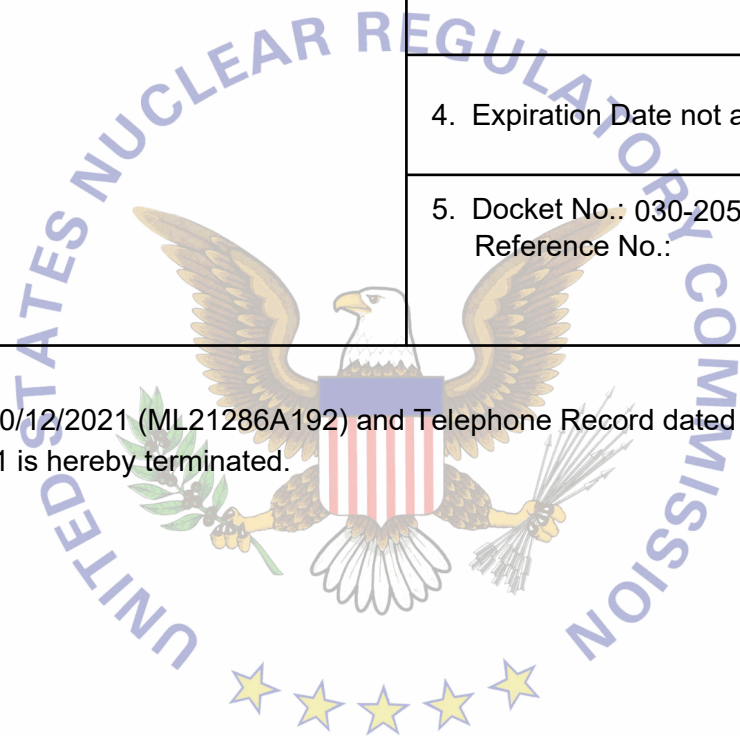 UNITED STATES NUCLEAR REGULATORY COMMISSION
4. Expiration Date not
5. Docket No.: 030-205
Reference No.:
0/12/2021 (ML21286A192) and Telephone Record dated
1 is hereby terminated.